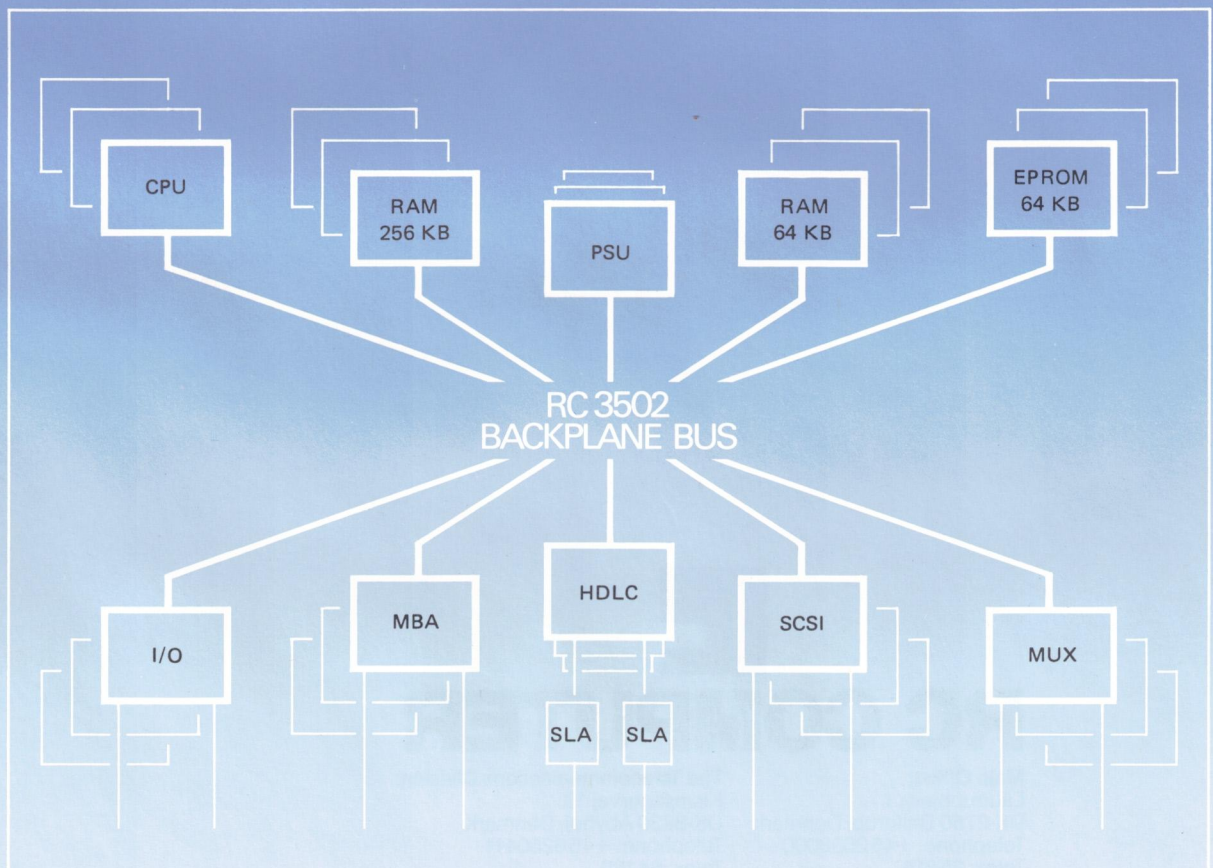 CPU
RAM
256 KB
PSU
RAM
64 KB
EPROM
64 KB
RC 3502
BACKPLANE BUS
I/O
MBA
HDLC
SCSI
MUX
SLA
SLA